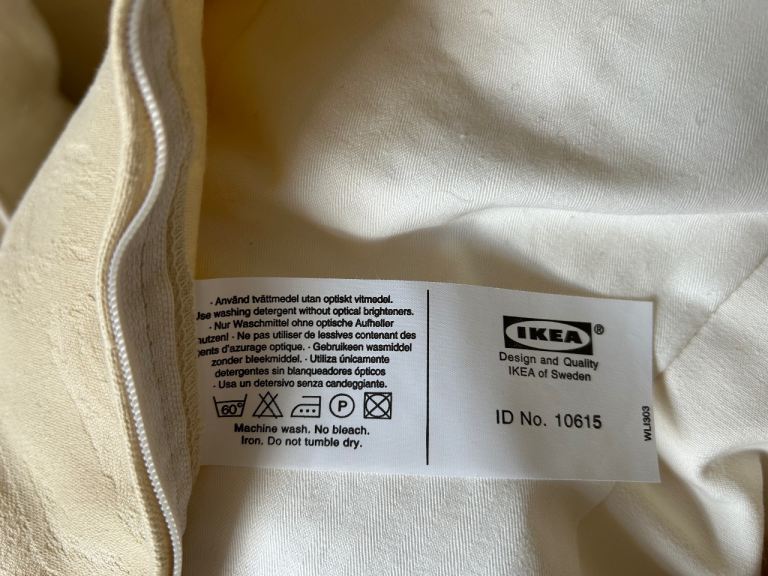 · Använd tvättmedel utan optiskt vitmedel.
Use washing detergent without optical brighteners.
· Nur Waschmittel ohne optische Aufheller
nutzen! · Ne pas utiliser de lessives contenant des
gents d'azurage optique. · Gebruikeen wasmiddel
zonder bleekmiddel. · Utiliza únicamente
detergentes sin blanqueadores ópticos
· Usa un detersivo senza candeggiante.
60° P
Machine wash. No bleach.
Iron. Do not tumble dry.
IKEA®
Design and Quality
IKEA of Sweden
ID No. 10615
WLI303